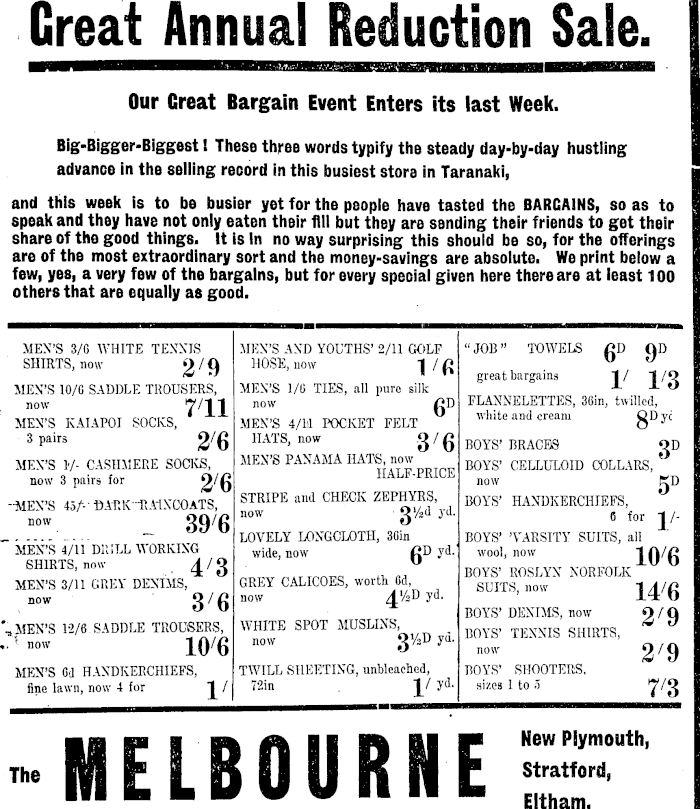 Great Annual Reduction Sale.
Our Great Bargain Event Enters its last Week.
Big-Bigger-Biggest! These three words typify the steady day-by-day hustling
advance in the selling record in this busiest store in Taranaki,
and this week is to be busier yet for the people have tasted the BARGAINS, so as to
speak and they have not only eaten their fill but they are sending their friends to get their
share of the good things. It is in no way surprising this should be so, for the offerings
are of the most extraordinary sort and the money-savings are absolute. We print below a
few, yes, a very few of the bargains, but for every special given here there are at least 100
others that are equally as good.
MEN'S 3/6 WHITE TENNIS
SHIRTS, now 2/9
MEN'S 10/6 SADDLE TROUSERS,
now 7/11
MEN'S KAIAPOI SOCKS,
3 pairs 2/6
MEN'S 1/- CASHMERE SOCKS,
now 3 pairs for 2/6
MEN'S 45/- DARK RAINCOATS,
now 39/6
MEN'S 4/11 DRILL WORKING
SHIRTS, now 4/3
MEN'S 3/11 GREY DENIMS,
now 3/6
MEN'S 12/6 SADDLE TROUSERS,
now 10/6
MEN'S 6d HANDKERCHIEFS,
fine lawn, now 4 for 1/
MEN'S AND YOUTHS' 2/11 GOLF
HOSE, now 1/6
MEN'S 1/6 TIES, all pure silk
now 6D
MEN'S 4/11 POCKET FELT
HATS, now 3/6
MEN'S PANAMA HATS, now
HALF-PRICE
STRIPE and CHECK ZEPHYRS,
now 3½d yd.
LOVELY LONGCLOTH, 36in
wide, now 6D yd.
GREY CALICOES, worth 6d,
now 4½D yd.
WHITE SPOT MUSLINS,
now 3½D yd.
TWILL SHEETING, unbleached,
72in 1/ yd.
"JOB" TOWELS 6D 9D
great bargains 1/ 1/3
FLANNELETTES, 36in, twilled,
white and cream 8D yd
BOYS' BRACES 3D
BOYS' CELLULOID COLLARS,
now 5D
BOYS' HANDKERCHIEFS,
6 for 1/-
BOYS' 'VARSITY SUITS, all
wool, now 10/6
BOYS' ROSLYN NORFOLK
SUITS, now 14/6
BOYS' DENIMS, now 2/9
BOYS' TENNIS SHIRTS,
now 2/9
BOYS' SHOOTERS,
sizes 1 to 5 7/3
The MELBOURNE
New Plymouth,
Stratford,
Eltham.